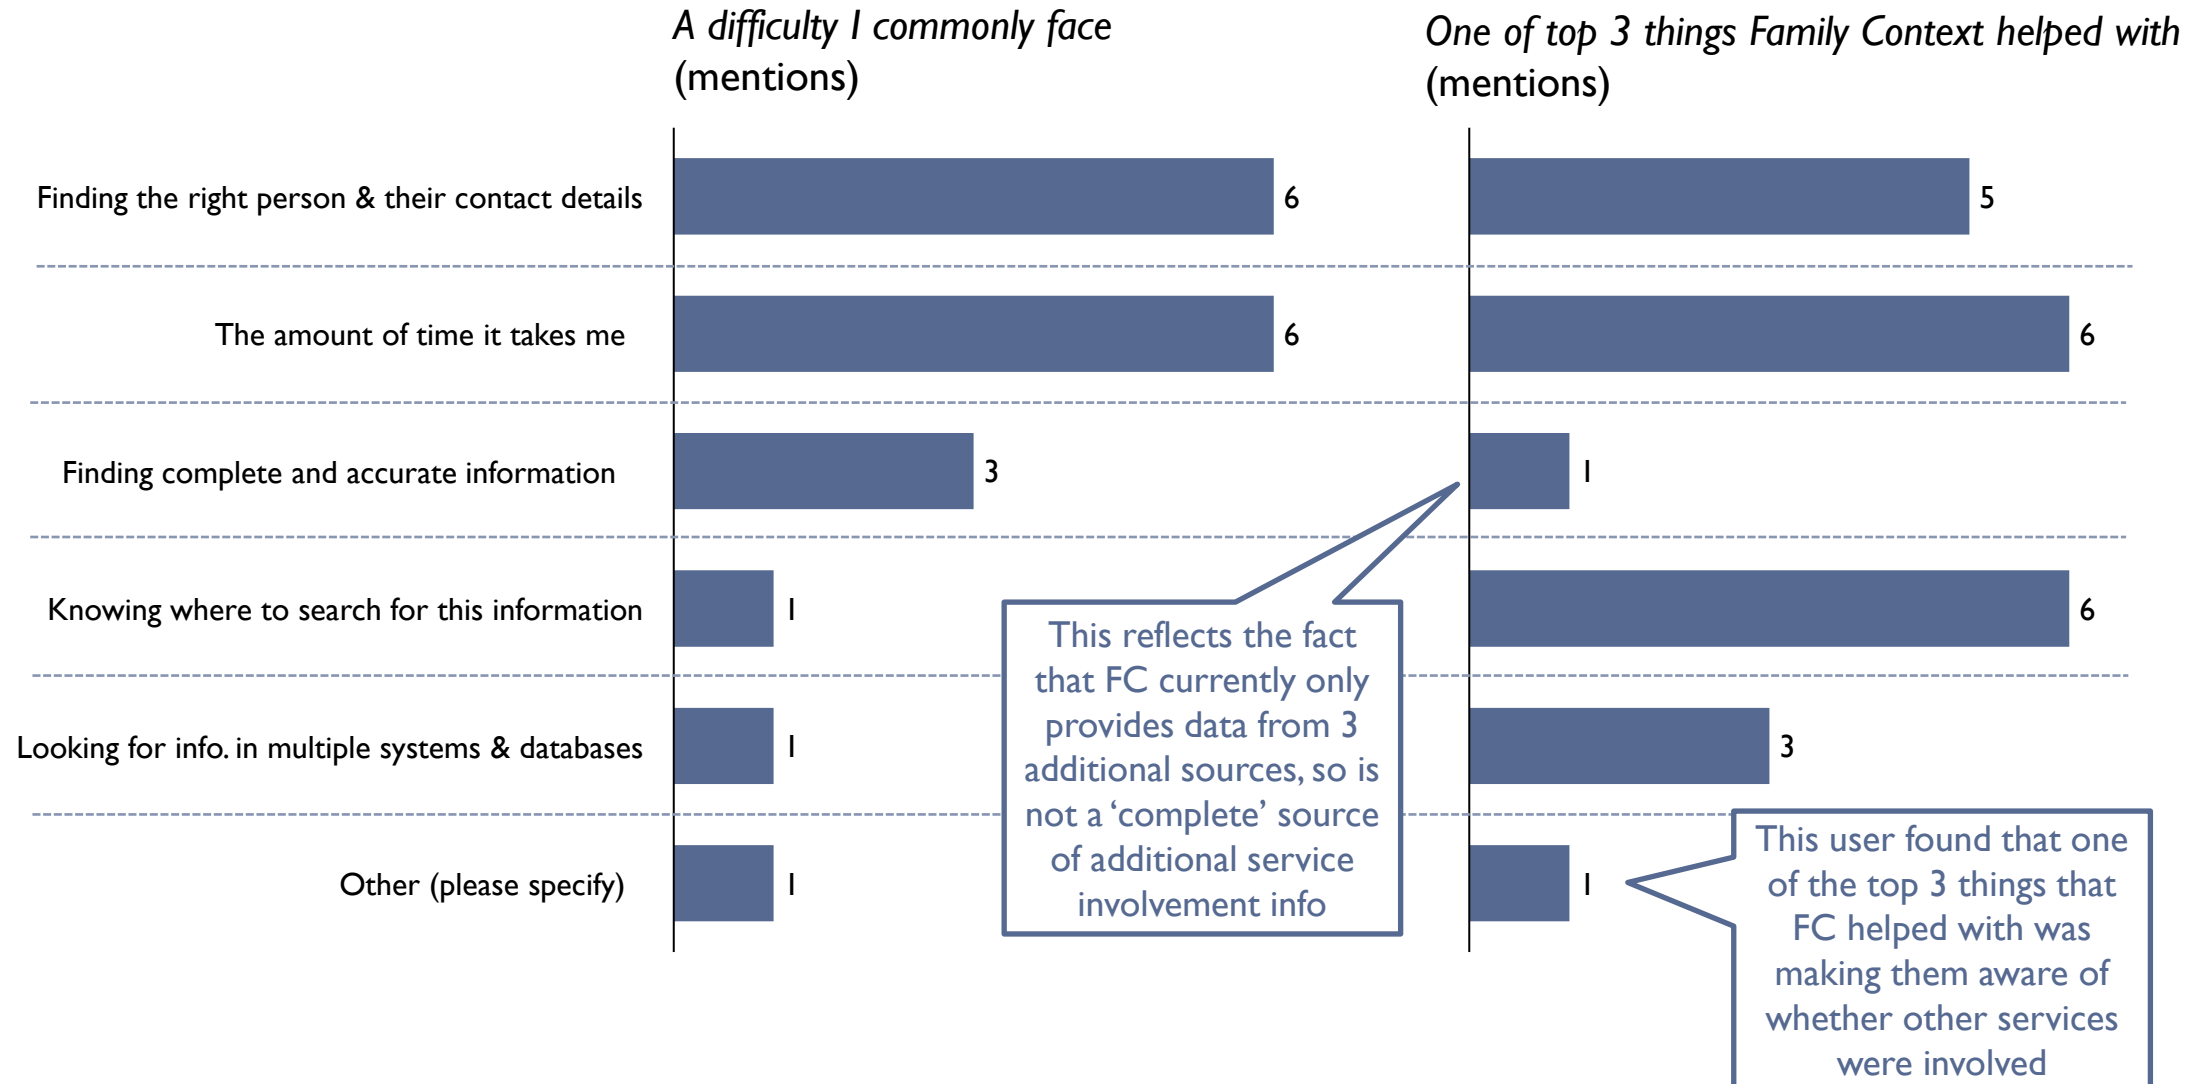 A difficulty I commonly face
(mentions)
One of top 3 things Family Context helped with
(mentions)
Finding the right person & their contact details
6
5
The amount of time it takes me
6
6
Finding complete and accurate information
3
1
Knowing where to search for this information
1
6
Looking for info. in multiple systems & databases
1
3
Other (please specify)
1
1
This reflects the fact
that FC currently only
provides data from 3
additional sources, so is
not a ‘complete’ source
of additional service
involvement info
This user found that one
of the top 3 things that
FC helped with was
making them aware of
whether other services
were involved